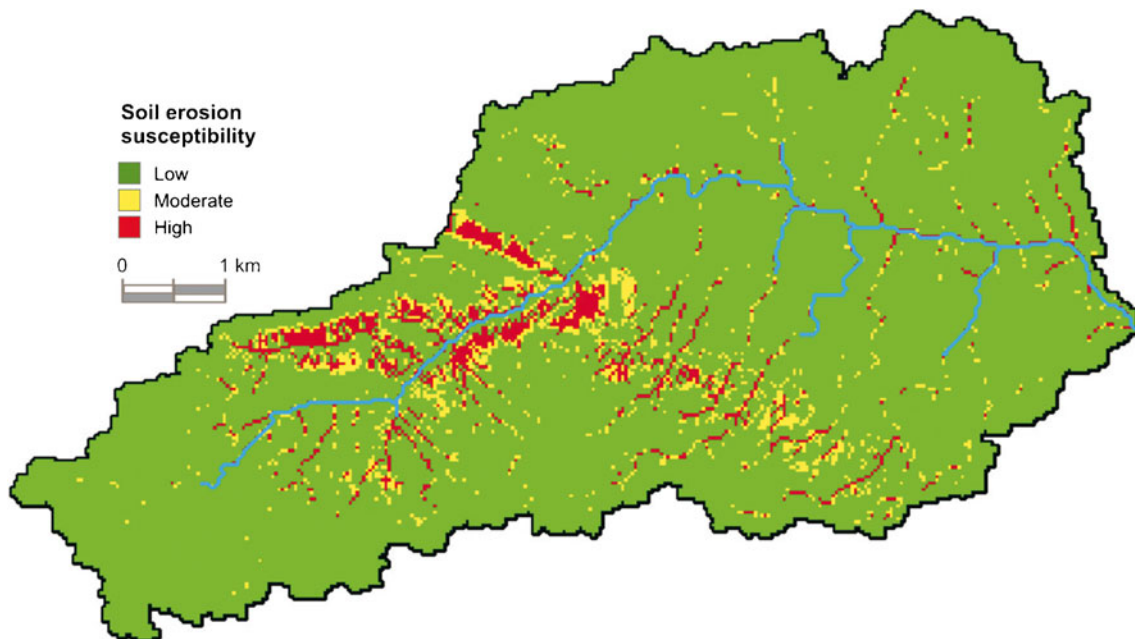 Soil erosion
susceptibility
Low
Moderate
High
0 1 km